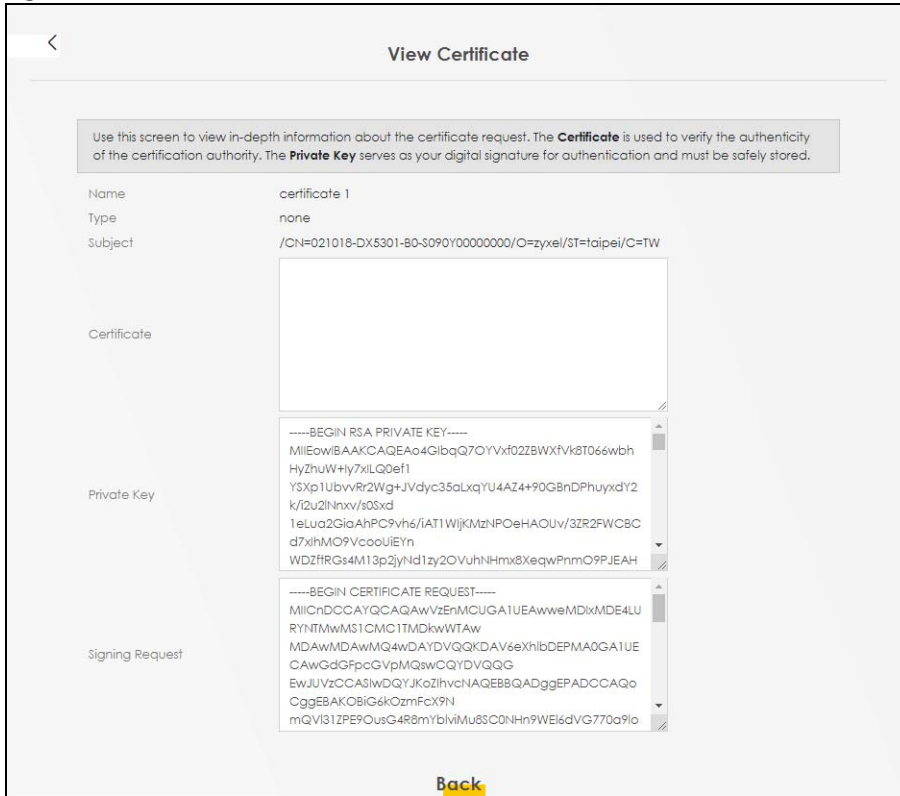 View Certificate
Use this screen to view in-depth information about the certificate request. The Certificate is used to verify the authenticity
of the certification authority. The Private Key serves as your digital signature for authentication and must be safely stored.
Name certificate 1
Type none
Subject /CN=021018-DX5301-B0-S090Y00000000/O=zyxel/ST=taipei/C=TW
Certificate
Private Key
-----BEGIN RSA PRIVATE KEY-----
MIIEowIBAAKCAQEAo4GIbqQ7OYVxf02ZBWXfVk8T066wbh
HyZhuW+Iy7xILQ0ef1
YSXp1UbvvRr2Wg+JVdyc35aLxqYU4AZ4+90GBnDPhuyxdY2
k/i2u2lNnxv/s0Sxd
1eLua2GiaAhPC9vh6/iAT1WIjKMzNPOeHAOUv/3ZR2FWCBC
d7xIhMO9VcooUiEYn
WDZftRGs4M13p2jyNd1zy2OVuhNHmx8XeqwPnmO9PJEAH
Signing Request
-----BEGIN CERTIFICATE REQUEST-----
MIICnDCCAYQCAQAwVzEnMCUGA1UEAwweMDIxMDE4LU
RYNTMwMS1CMC1TMDkwWTAw
MDAwMDAwMQ4wDAYDVQQKDAV6eXhlbDEPMA0GA1UE
CAwGdGFpcGVpMQswCQYDVQQG
EwJUVzCCASIwDQYJKoZIhvcNAQEBBQADggEPADCCAQo
CggEBAKOBiG6kOzmFcX9N
mQVl31ZPE9OusG4R8mYblviMu8SC0NHn9WEl6dVG770a9lo
Back